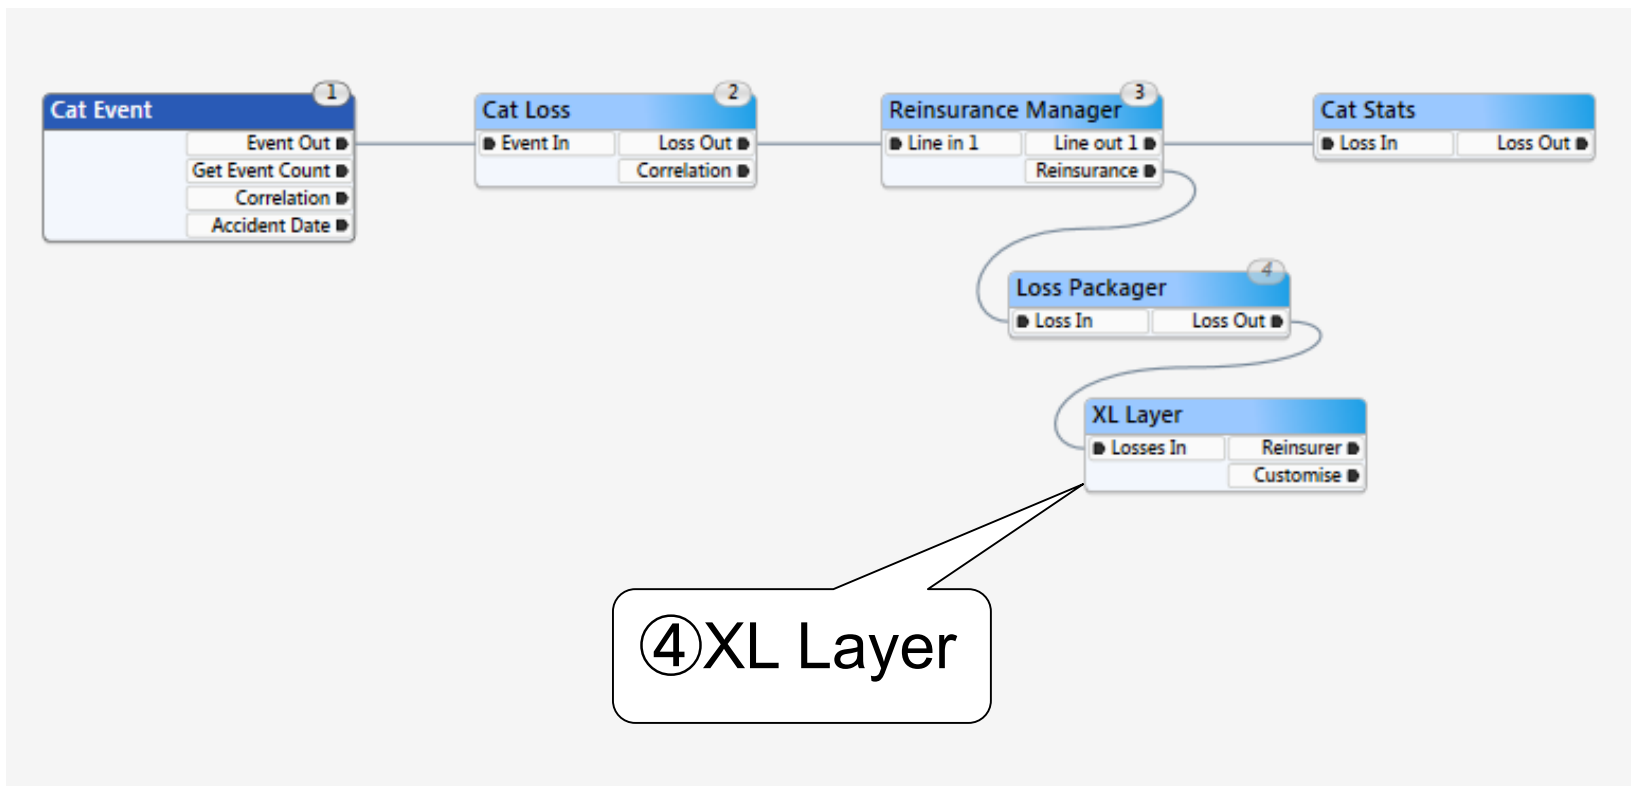 1
Cat Event
Event Out
Get Event Count
Correlation
Accident Date
2
Cat Loss
Event In Loss Out
Correlation
3
Reinsurance Manager
Line in 1 Line out 1
Reinsurance
Cat Stats
Loss In Loss Out
4
Loss Packager
Loss In Loss Out
XL Layer
Losses In Reinsurer
Customise
④XL Layer